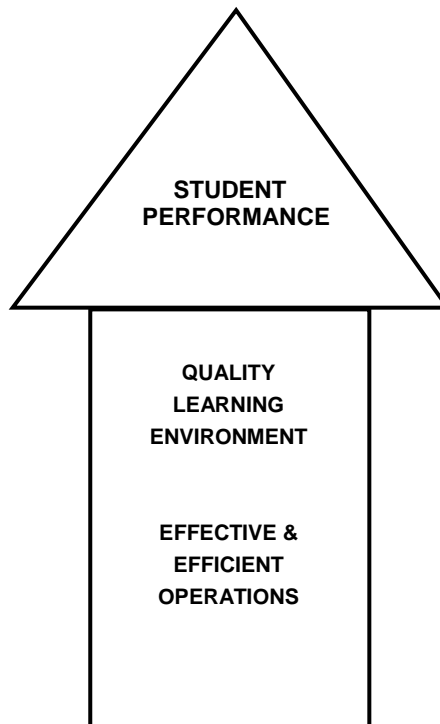 STUDENT
PERFORMANCE
QUALITY
LEARNING
ENVIRONMENT
EFFECTIVE &
EFFICIENT
OPERATIONS